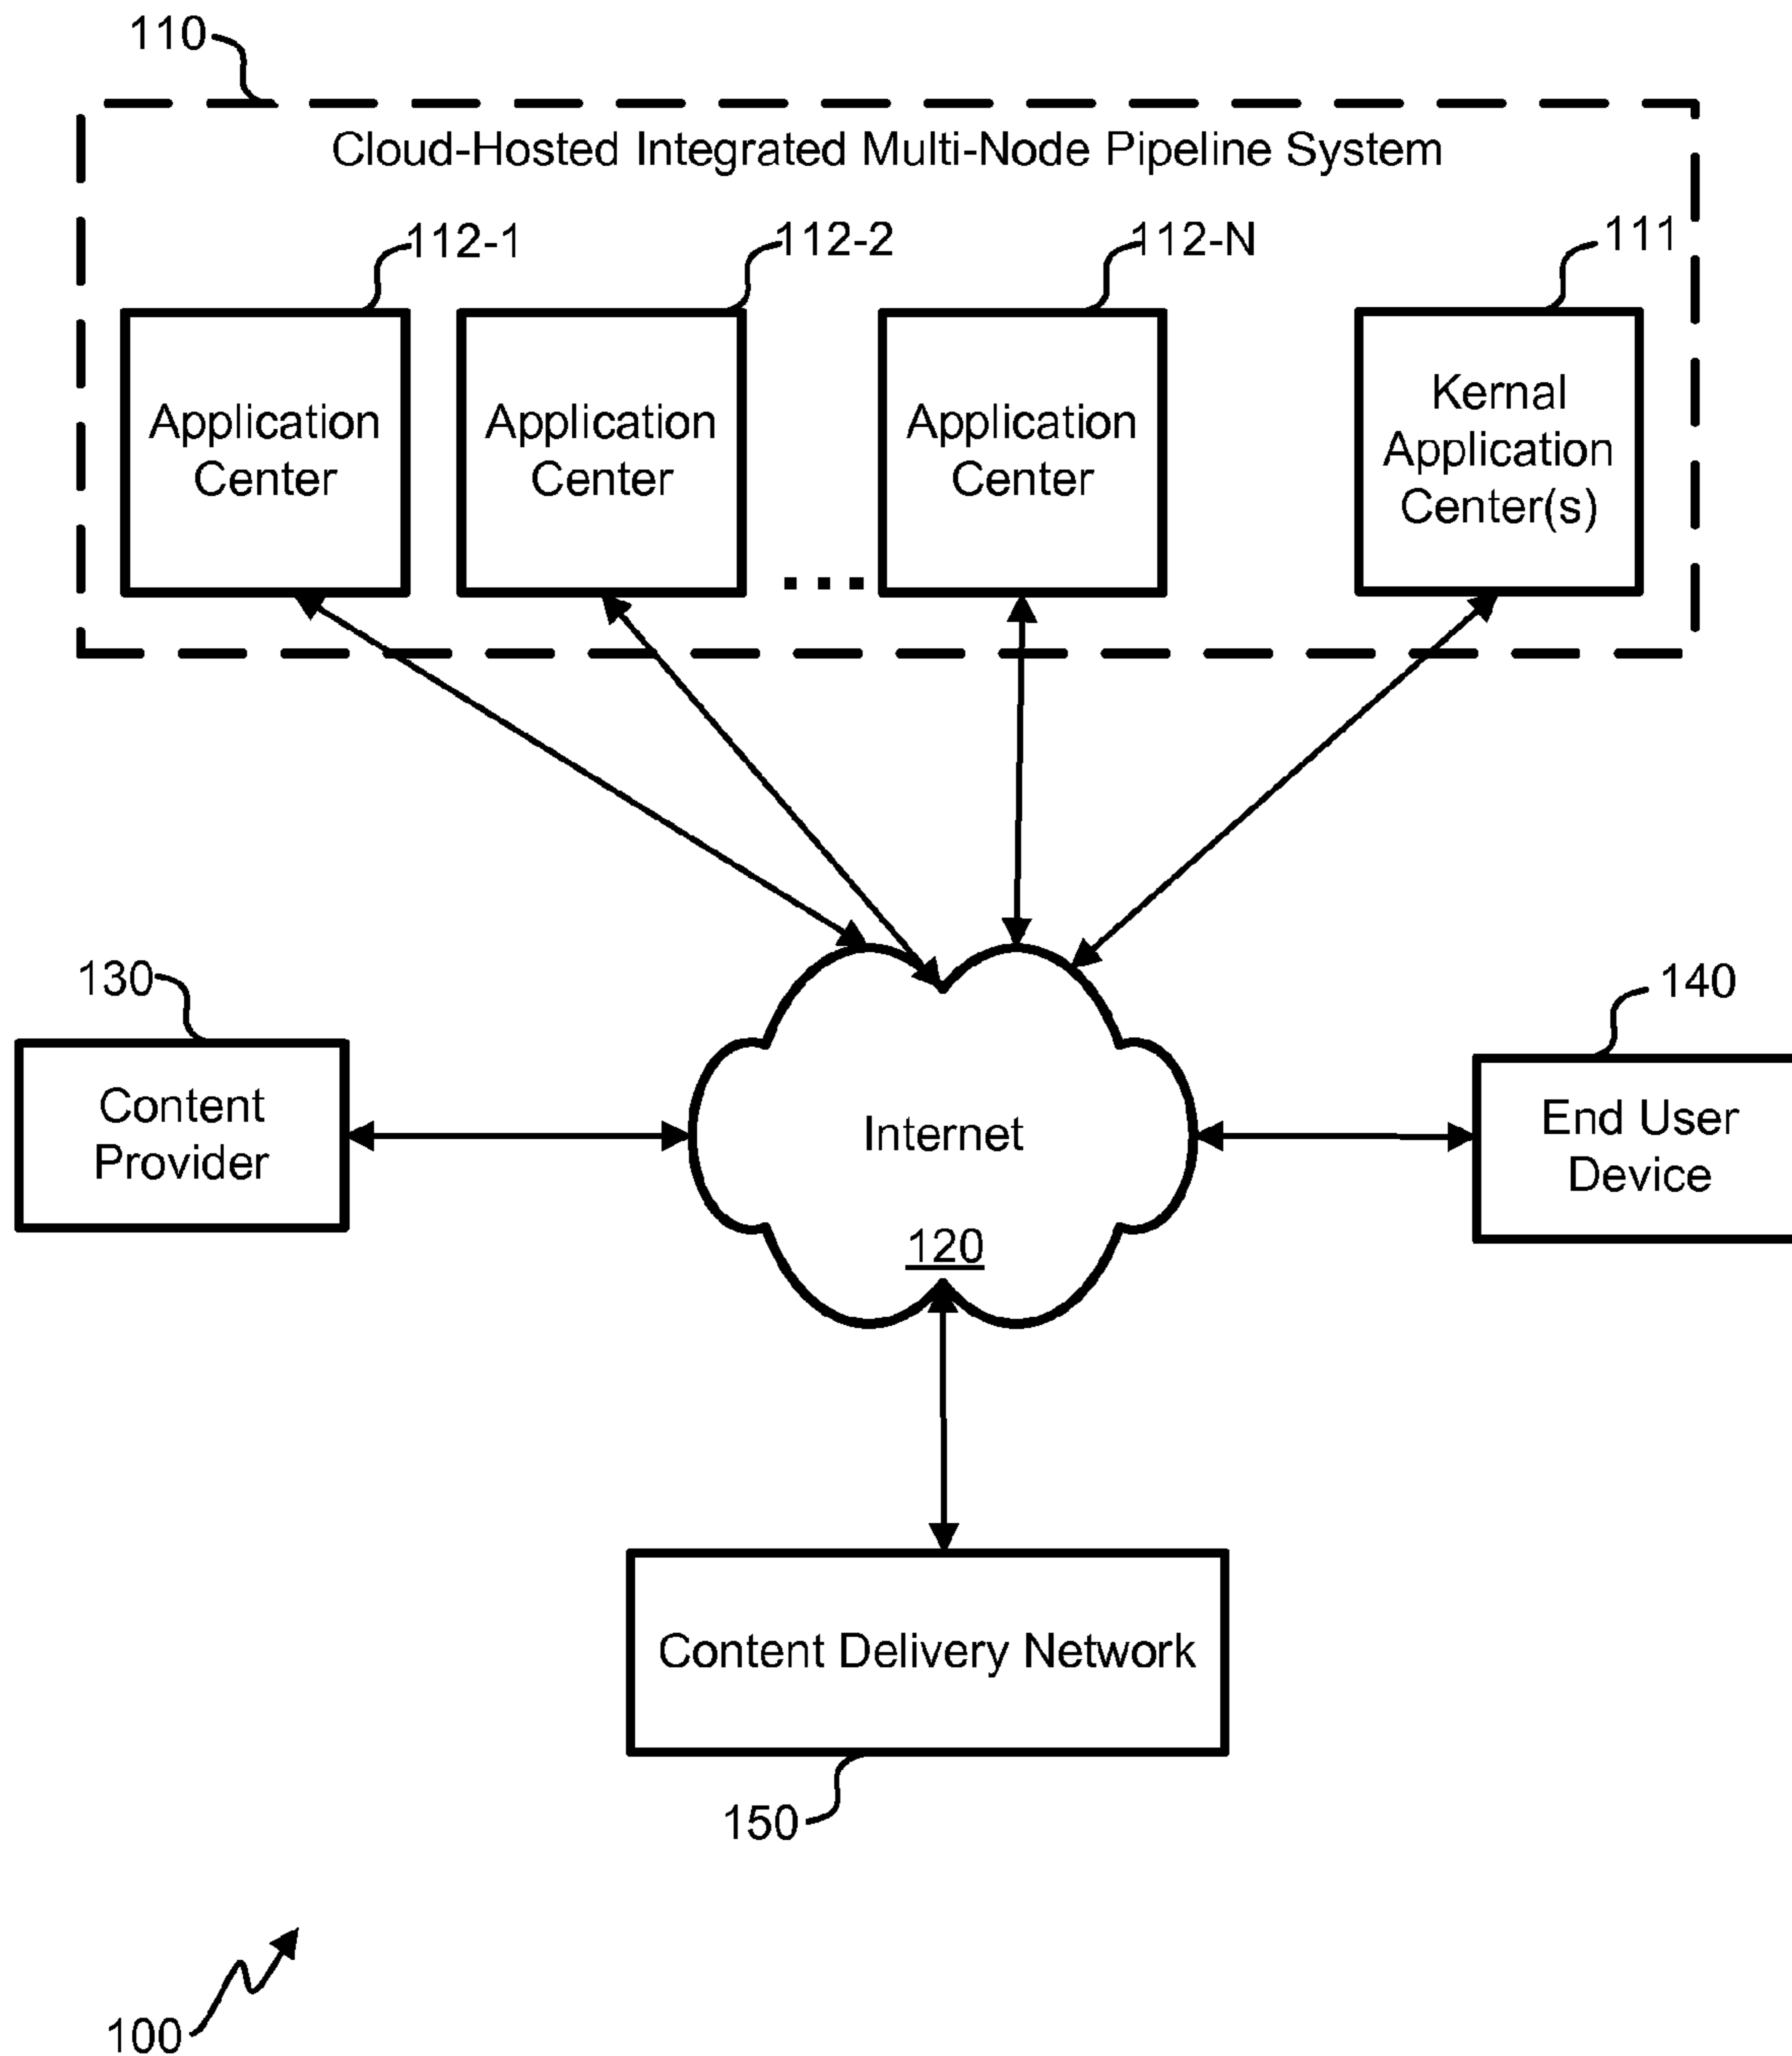 110
Cloud-Hosted Integrated Multi-Node Pipeline System
112-1
112-2
112-N
111
Application
Center
Application
Center
...
Application
Center
Kernal
Application
Center(s)
130
Content
Provider
Internet
120
140
End User
Device
Content Delivery Network
150
100